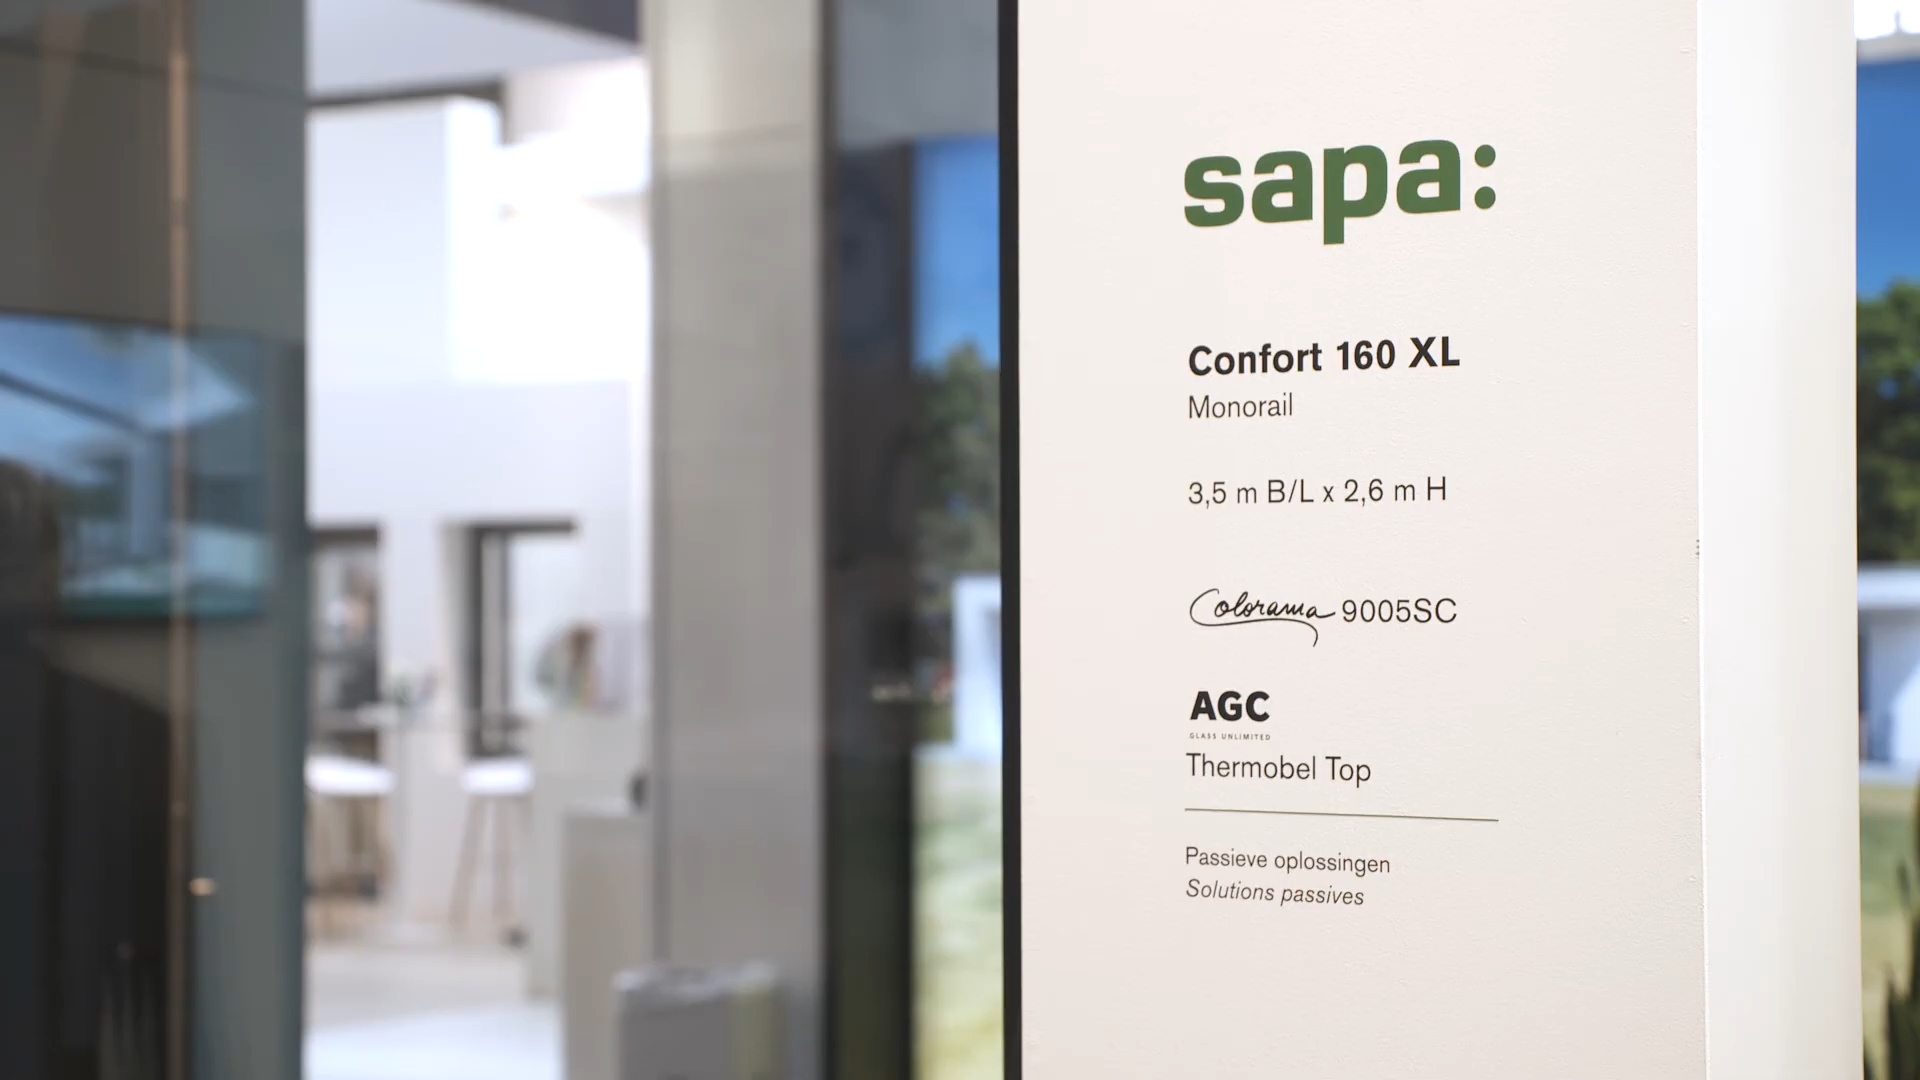 sapa:
Confort 160 XL
Monorail
3,5 m B/L x 2,6 m H
Colorama 9005SC
AGC
GLASS UNLIMITED
Thermobel Top
Passieve oplossingen
Solutions passives